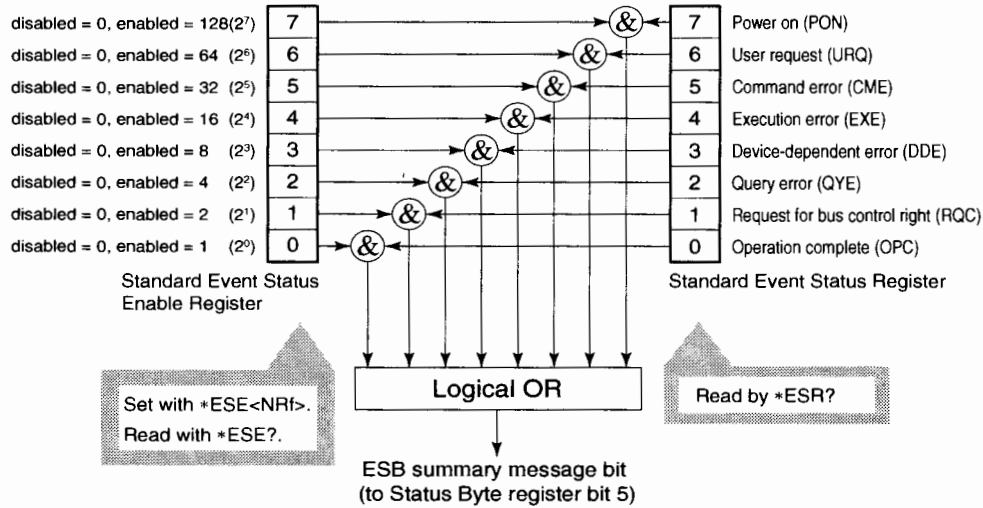 disabled = 0, enabled = 128(2⁷) 7 & 7 Power on (PON)
disabled = 0, enabled = 64 (2⁶) 6 & 6 User request (URQ)
disabled = 0, enabled = 32 (2⁵) 5 & 5 Command error (CME)
disabled = 0, enabled = 16 (2⁴) 4 & 4 Execution error (EXE)
disabled = 0, enabled = 8 (2³) 3 & 3 Device-dependent error (DDE)
disabled = 0, enabled = 4 (2²) 2 & 2 Query error (QYE)
disabled = 0, enabled = 2 (2¹) 1 & 1 Request for bus control right (RQC)
disabled = 0, enabled = 1 (2⁰) 0 & 0 Operation complete (OPC)
Standard Event Status
Enable Register
Standard Event Status Register
Set with *ESE<NRf>.
Read with *ESE?.
Logical OR
Read by *ESR?
ESB summary message bit
(to Status Byte register bit 5)